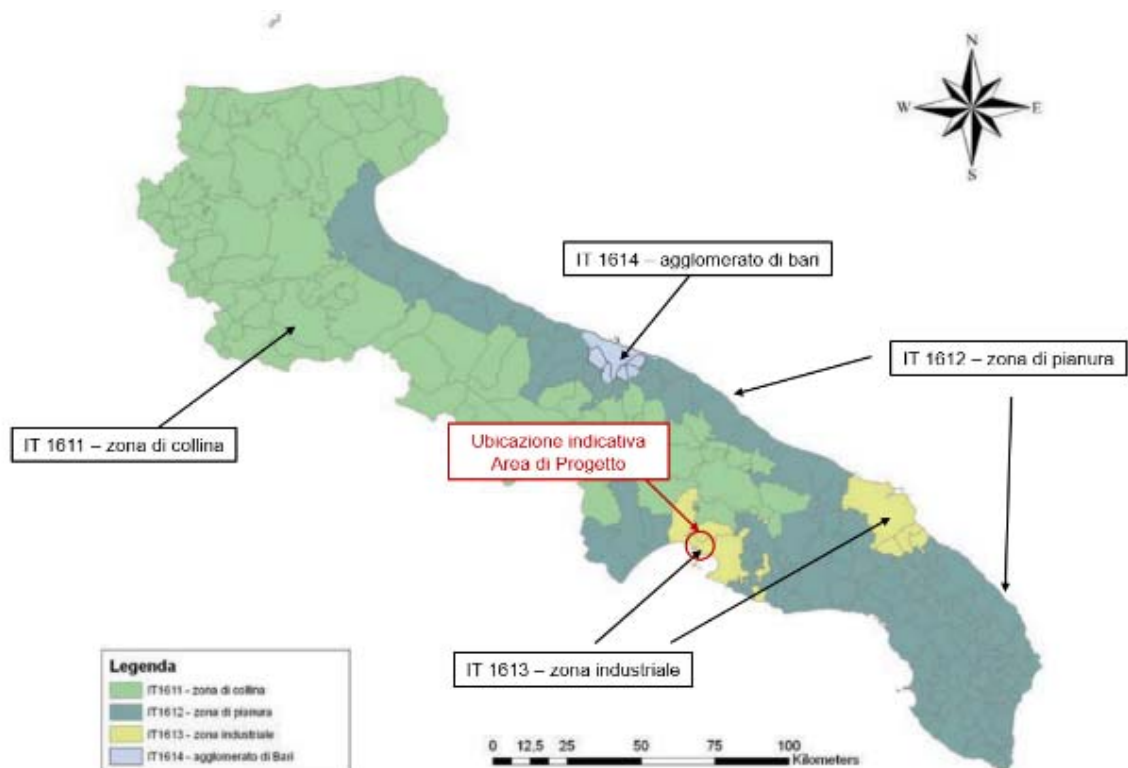 N
W
E
S
IT 1614 – agglomerato di bari
IT 1612 – zona di pianura
IT 1611 – zona di collina
Ubicazione indicativa
Area di Progetto
IT 1613 – zona industriale
Legenda
IT1611 - zona di collina
IT1612 - zona di pianura
IT1613 - zona industriale
IT1614 - agglomerato di Bari
0 12,5 25 50 75 100
Kilometers